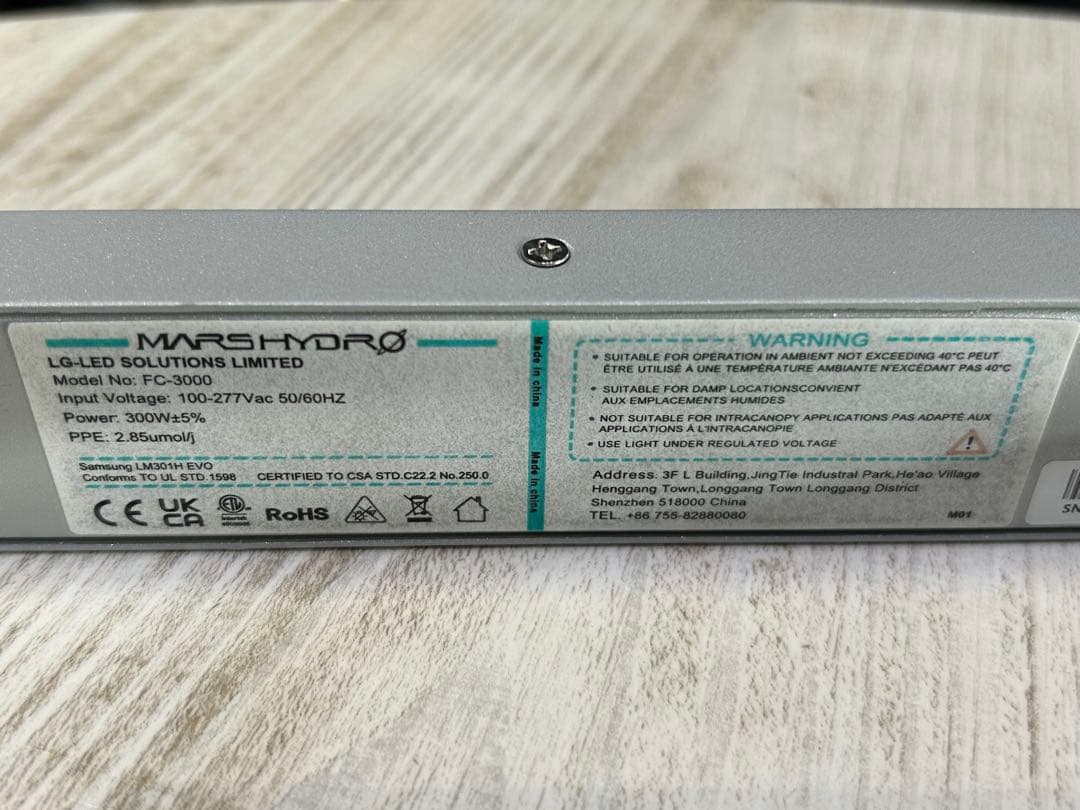 MARSHYDRO
LG-LED SOLUTIONS LIMITED
Model No: FC-3000
Input Voltage: 100-277Vac 50/60HZ
Power: 300W±5%
PPE: 2.85umol/j
Samsung LM301H EVO
Conforms TO UL STD.1598 CERTIFIED TO CSA STD.C22.2 No.250.0
CE UK CA ETL Intertek RoHS
Made in china
Made in china
WARNING
• SUITABLE FOR OPERATION IN AMBIENT NOT EXCEEDING 40°C PEUT
ÊTRE UTILISÉ À UNE TEMPÉRATURE AMBIANTE N'EXCÉDANT PAS 40°C
• SUITABLE FOR DAMP LOCATIONSCONVIENT
AUX EMPLACEMENTS HUMIDES
• NOT SUITABLE FOR INTRACANOPY APPLICATIONS PAS ADAPTÉ AUX
APPLICATIONS À L'INTRACANOPIE
• USE LIGHT UNDER REGULATED VOLTAGE
Address: 3F L Building,JingTie Industral Park,He'ao Village
Henggang Town,Longgang Town Longgang District
Shenzhen 518000 China
TEL. +86 755-82880080
M01
SN